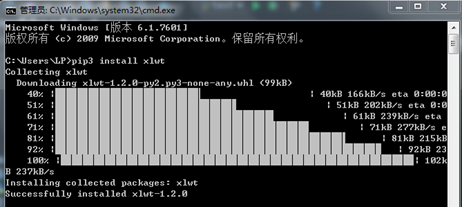 管理员: C:\Windows\system32\cmd.exe
Microsoft Windows [版本 6.1.7601]
版权所有 (c) 2009 Microsoft Corporation。保留所有权利。
C:\Users\LP>pip3 install xlwt
Collecting xlwt
Downloading xlwt-1.2.0-py2.py3-none-any.whl (99kB)
40% | | 40kB 166kB/s eta 0:00:0
51% | | 51kB 202kB/s eta 0:0
61% | | 61kB 239kB/s eta 0
71% | | 71kB 277kB/s e
81% | | 81kB 215kB
92% | | 92kB 23
100% | | 102k
B 237kB/s
Installing collected packages: xlwt
Successfully installed xlwt-1.2.0